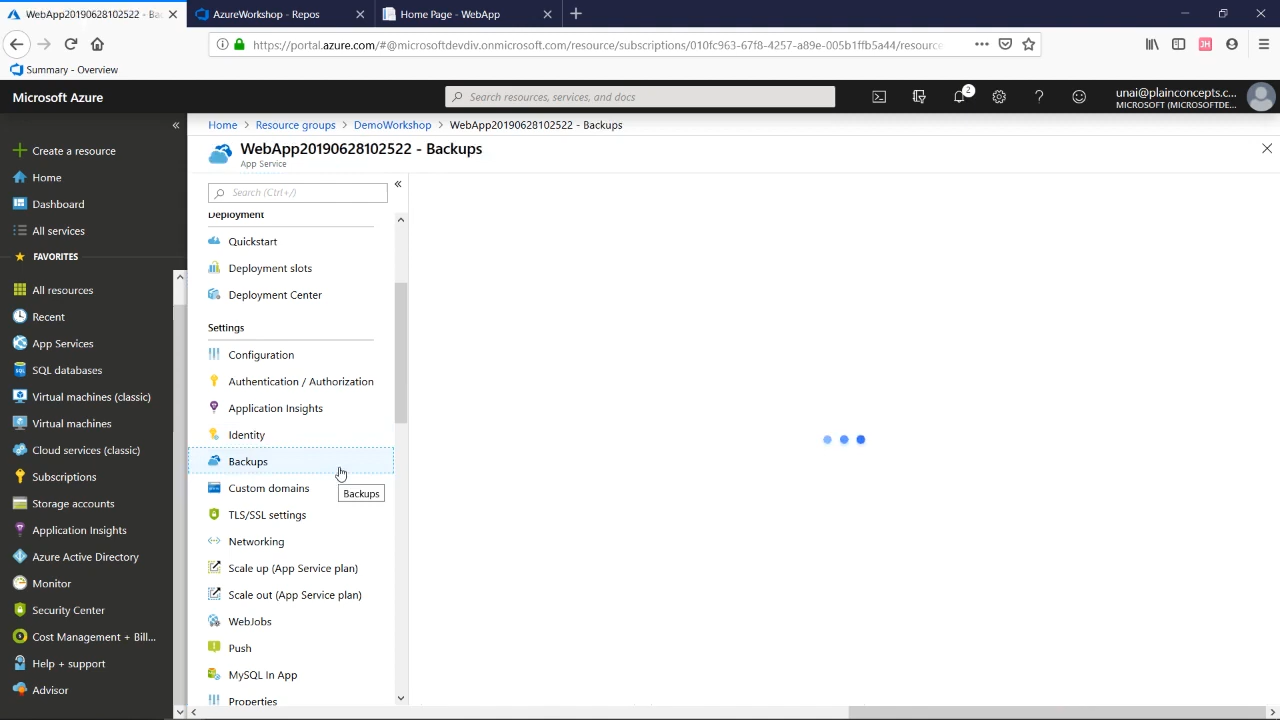 WebApp20190628102522 - Ba
AzureWorkshop - Repos
Home Page - WebApp
https://portal.azure.com/#@microsoftdevdiv.onmicrosoft.com/resource/subscriptions/010fc963-67f8-4257-a89e-005b1ffb5a44/resource
JH
Summary - Overview
Microsoft Azure
Search resources, services, and docs
2
unai@plainconcepts.c...
MICROSOFT (MICROSOFTDE...
Create a resource
Home
Dashboard
All services
FAVORITES
All resources
Recent
App Services
SQL databases
Virtual machines (classic)
Virtual machines
Cloud services (classic)
Subscriptions
Storage accounts
Application Insights
Azure Active Directory
Monitor
Security Center
Cost Management + Bill...
Help + support
Advisor
Home > Resource groups > DemoWorkshop > WebApp20190628102522 - Backups
WebApp20190628102522 - Backups
App Service
Search (Ctrl+/)
Deployment
Quickstart
Deployment slots
Deployment Center
Settings
Configuration
Authentication / Authorization
Application Insights
Identity
Backups
Custom domains
Backups
TLS/SSL settings
Networking
Scale up (App Service plan)
Scale out (App Service plan)
WebJobs
Push
MySQL In App
Properties